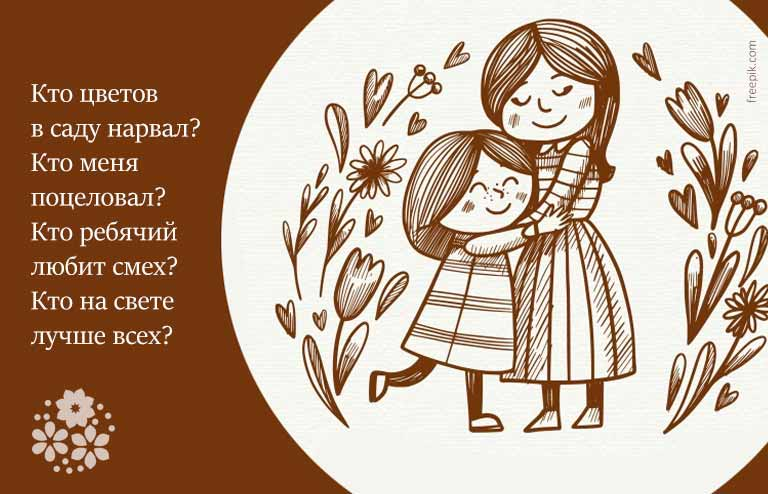 Кто цветов
в саду нарвал?
Кто меня
поцеловал?
Кто ребячий
любит смех?
Кто на свете
лучше всех?
freepik.com